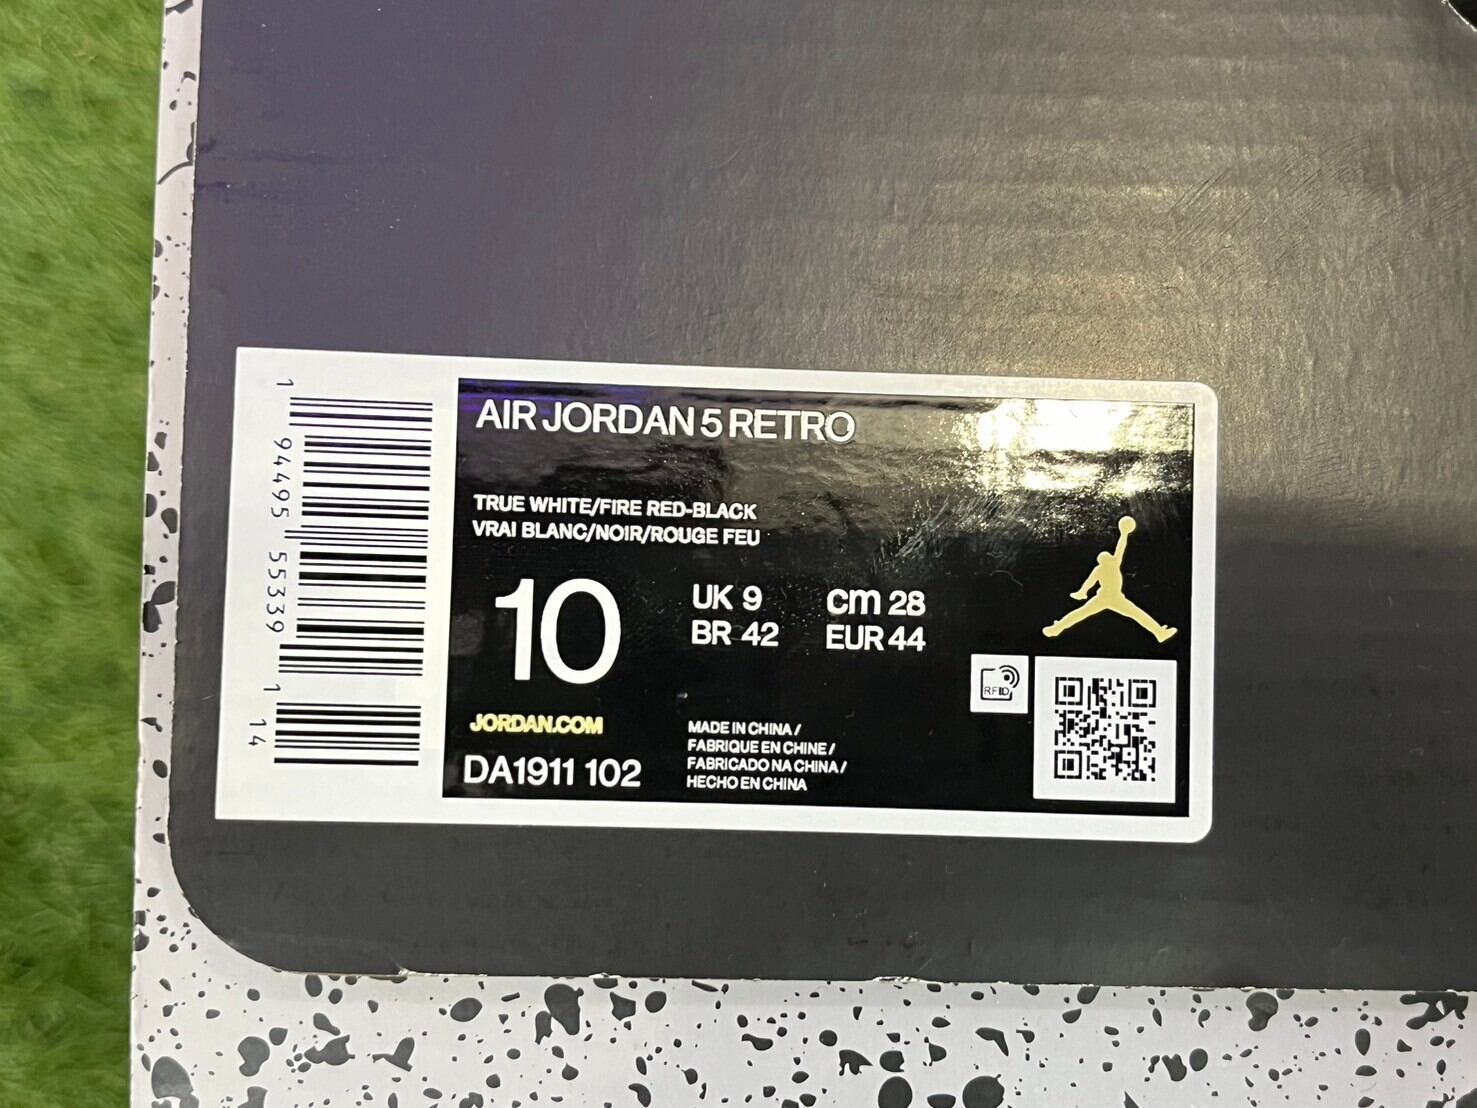 AIR JORDAN 5 RETRO
TRUE WHITE/FIRE RED-BLACK
VRAI BLANC/NOIR/ROUGE FEU
10
UK 9
cm 28
BR 42
EUR 44
RFID
JORDAN.COM
DA1911 102
MADE IN CHINA /
FABRIQUE EN CHINE /
FABRICADO NA CHINA /
HECHO EN CHINA
1 94495 55339 1 14